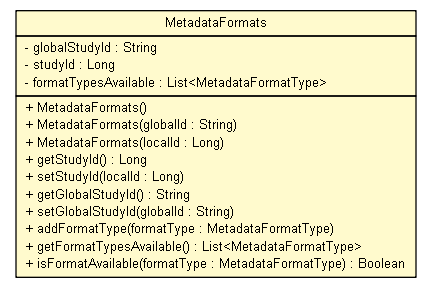 MetadataFormats
- globalStudyId : String
- studyId : Long
- formatTypesAvailable : List<MetadataFormatType>
+ MetadataFormats()
+ MetadataFormats(globalId : String)
+ MetadataFormats(localId : Long)
+ getStudyId() : Long
+ setStudyId(localId : Long)
+ getGlobalStudyId() : String
+ setGlobalStudyId(globalId : String)
+ addFormatType(formatType : MetadataFormatType)
+ getFormatTypesAvailable() : List<MetadataFormatType>
+ isFormatAvailable(formatType : MetadataFormatType) : Boolean